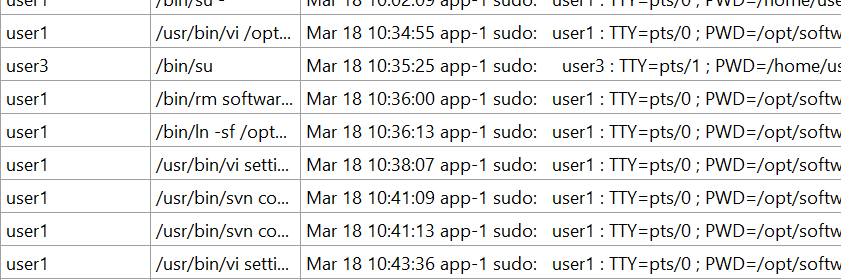 user1 /bin/su - Mar 18 10:02:09 app-1 sudo: user1 : TTY=pts/0 ; PWD=/home/use
user1 /usr/bin/vi /opt... Mar 18 10:34:55 app-1 sudo: user1 : TTY=pts/0 ; PWD=/opt/softw
user3 /bin/su Mar 18 10:35:25 app-1 sudo: user3 : TTY=pts/1 ; PWD=/home/us
user1 /bin/rm softwar... Mar 18 10:36:00 app-1 sudo: user1 : TTY=pts/0 ; PWD=/opt/softw
user1 /bin/ln -sf /opt... Mar 18 10:36:13 app-1 sudo: user1 : TTY=pts/0 ; PWD=/opt/softw
user1 /usr/bin/vi setti... Mar 18 10:38:07 app-1 sudo: user1 : TTY=pts/0 ; PWD=/opt/softw
user1 /usr/bin/svn co... Mar 18 10:41:09 app-1 sudo: user1 : TTY=pts/0 ; PWD=/opt/softw
user1 /usr/bin/svn co... Mar 18 10:41:13 app-1 sudo: user1 : TTY=pts/0 ; PWD=/opt/softw
user1 /usr/bin/vi setti... Mar 18 10:43:36 app-1 sudo: user1 : TTY=pts/0 ; PWD=/opt/softw